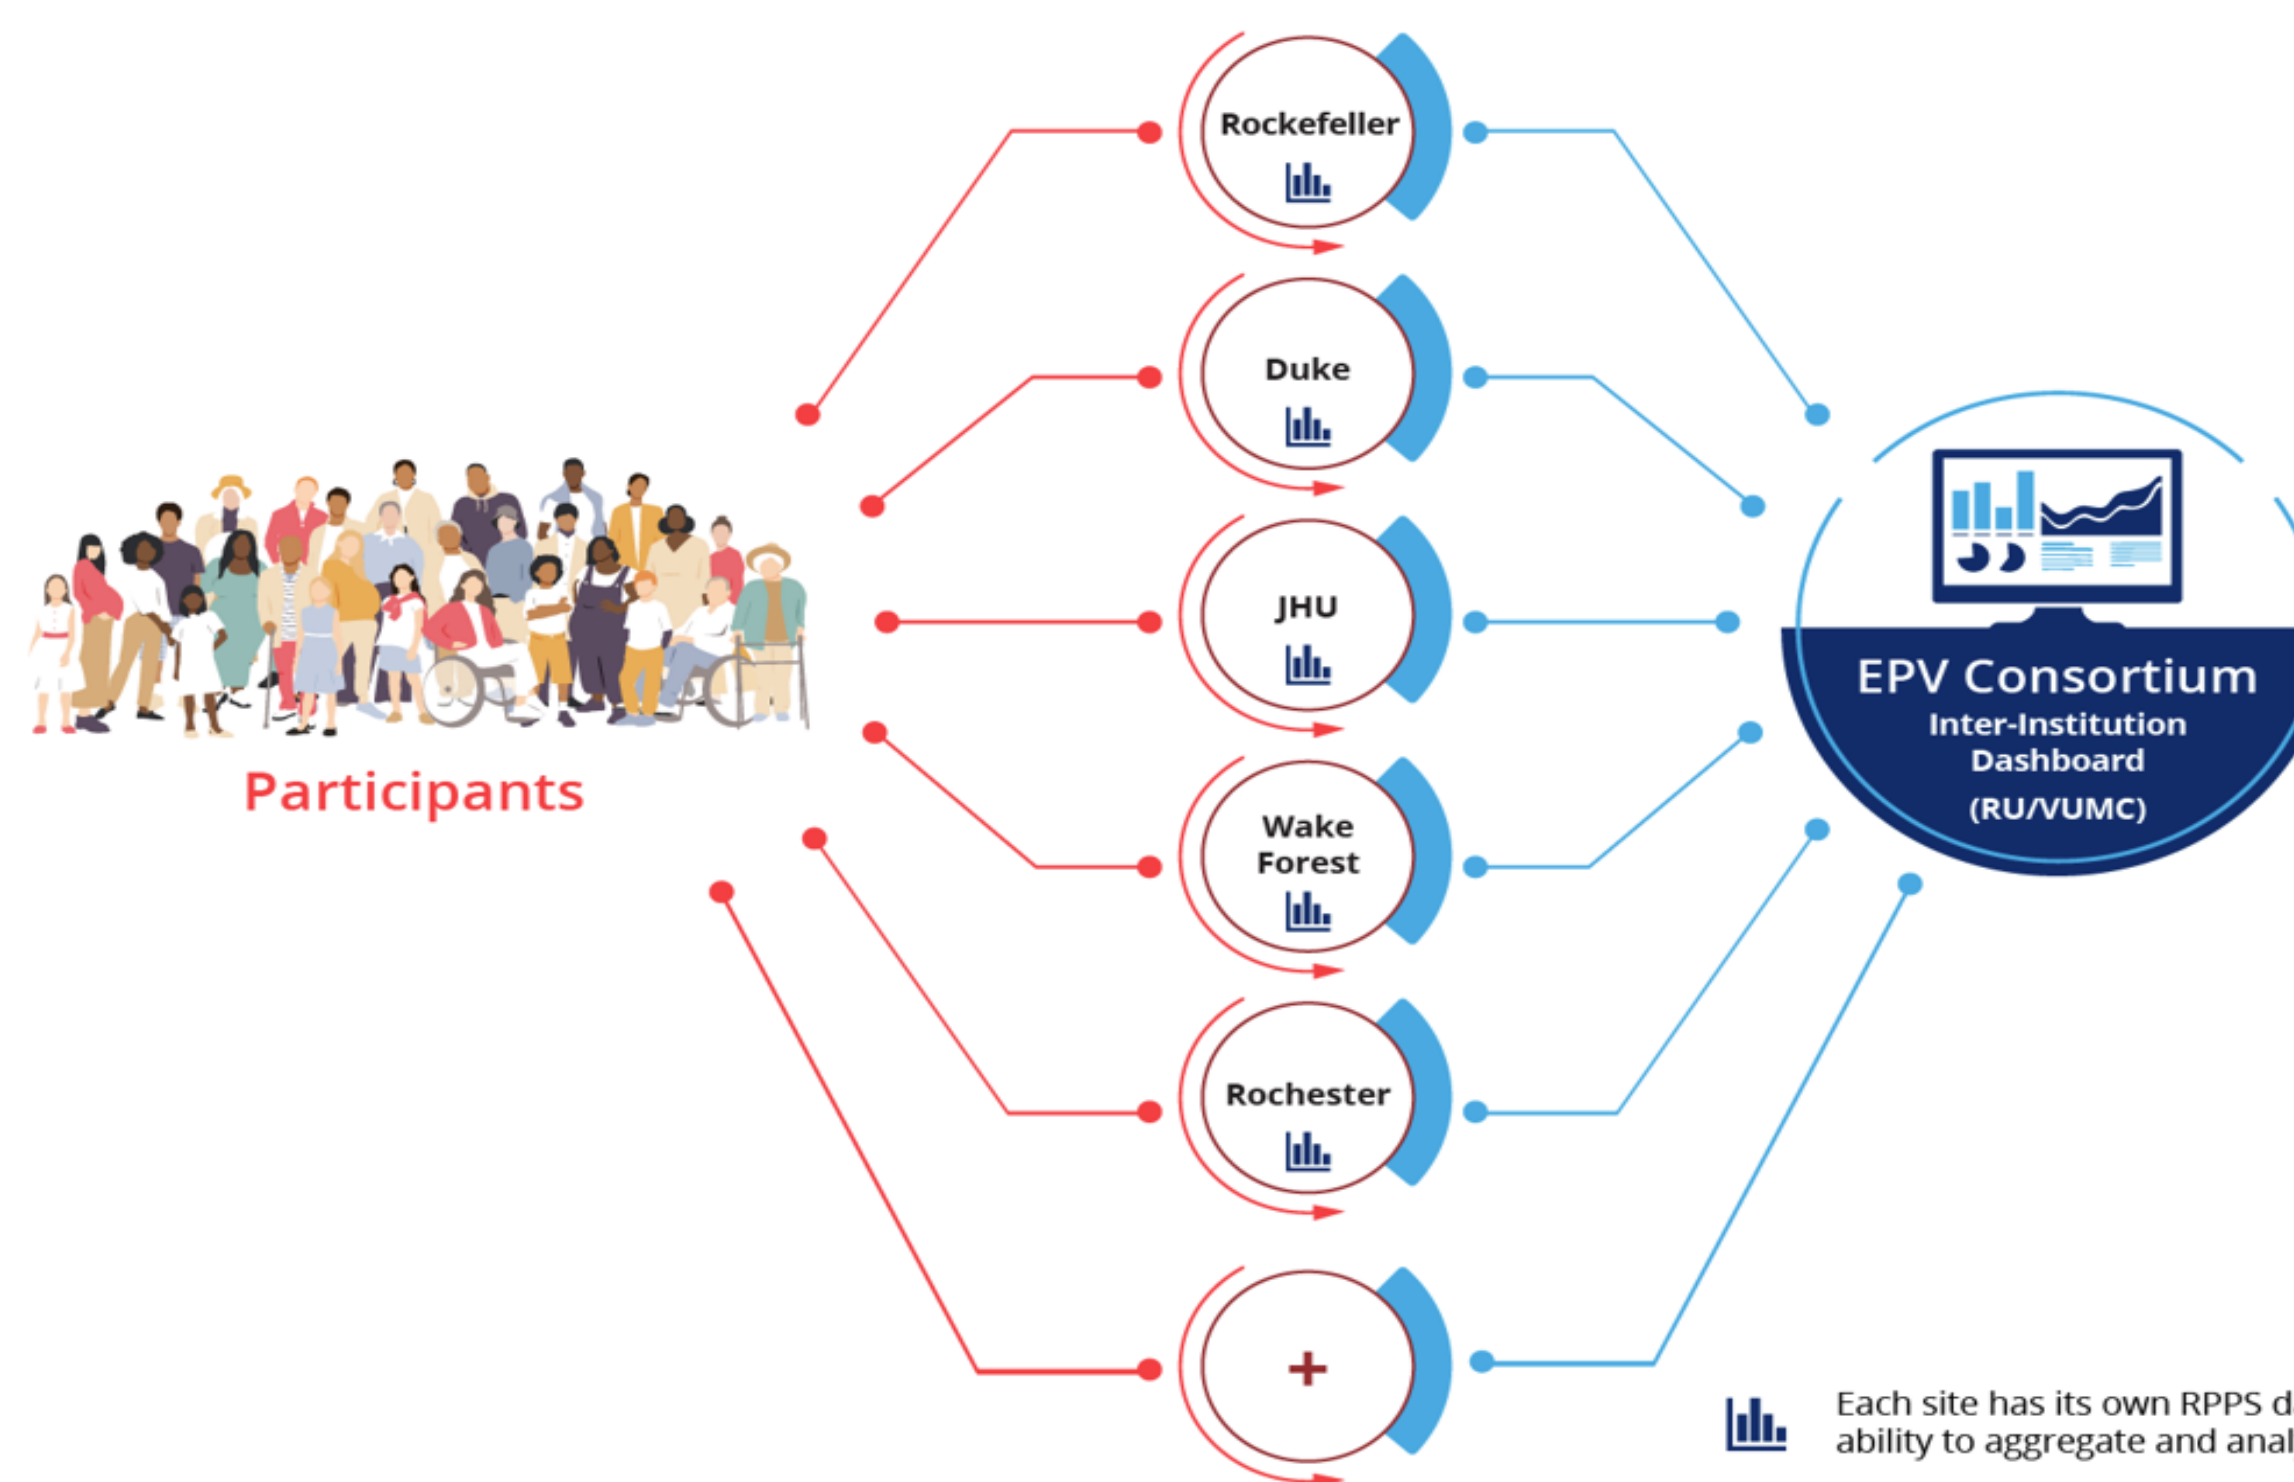 Rockefeller
Duke
JHU
Wake
Forest
Rochester
+
Participants
EPV Consortium
Inter-Institution
Dashboard
(RU/VUMC)
Each site has its own RPPS
ability to aggregate and